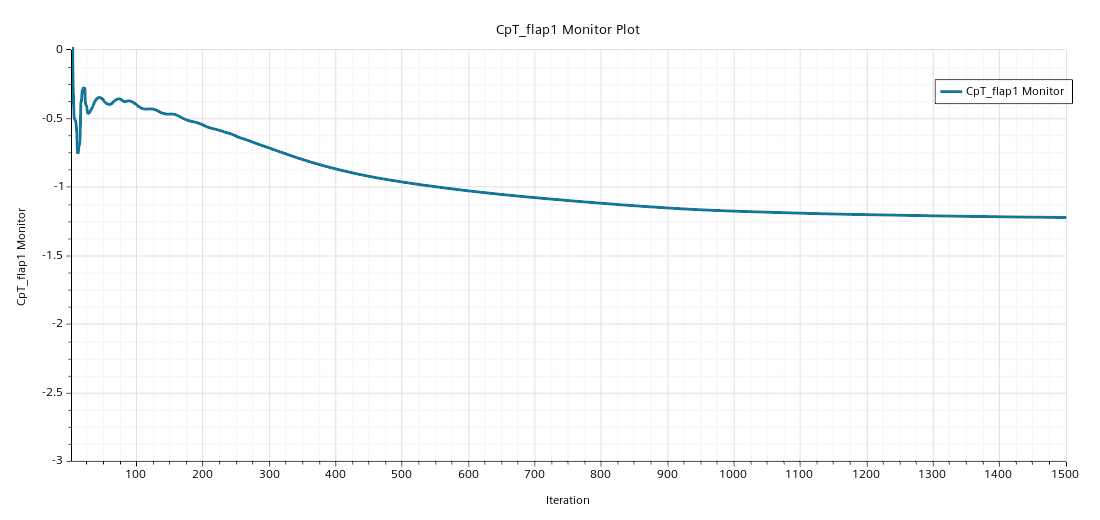 CpT_flap1 Monitor Plot
CpT_flap1 Monitor
CpT_flap1 Monitor
0
-0.5
-1
-1.5
-2
-2.5
-3
100 200 300 400 500 600 700 800 900 1000 1100 1200 1300 1400 1500
Iteration